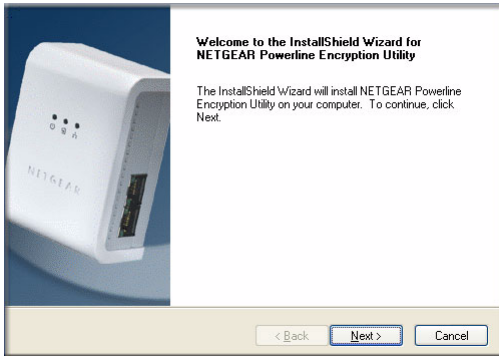 Welcome to the InstallShield Wizard for
NETGEAR Powerline Encryption Utility
The InstallShield Wizard will install NETGEAR Powerline
Encryption Utility on your computer. To continue, click
Next.
NETGEAR
< Back
Next >
Cancel